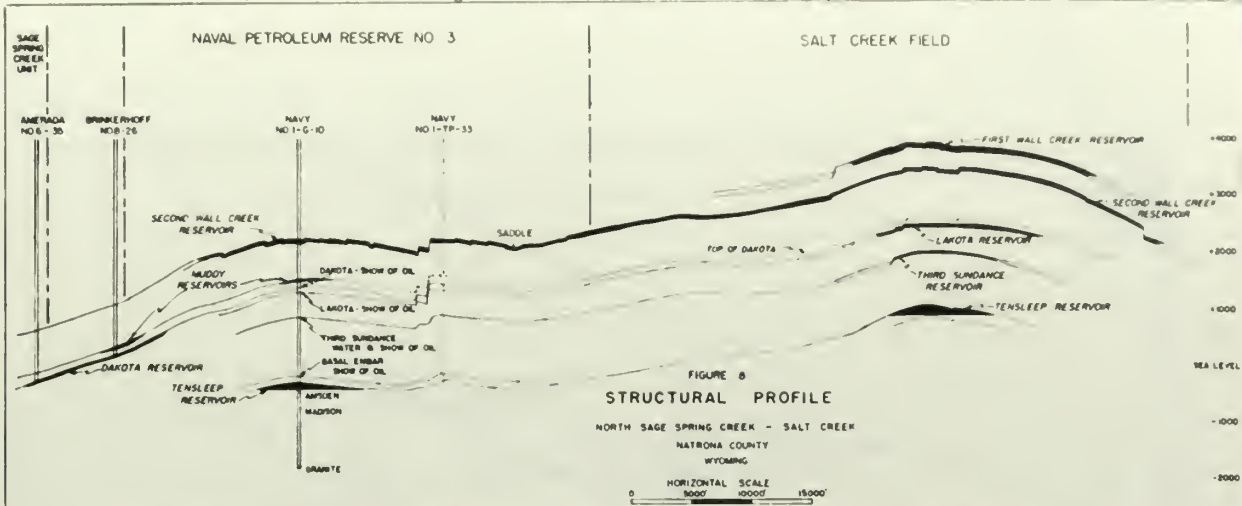 SAGE
SPRING
CREEK
UNIT
NAVAL PETROLEUM RESERVE NO 3
SALT CREEK FIELD
AMERADA
NO.6-35
BRINKERHOFF
NO.8-26
NAVY
NO.1-G-10
NAVY
NO.1-TP-33
FIRST WALL CREEK RESERVOIR
+4000
+3000
SECOND WALL CREEK
RESERVOIR
SECOND WALL CREEK
RESERVOIR
SADDLE
LAKOTA RESERVOIR
TOP OF DAKOTA
+2000
MUDDY
RESERVOIRS
DAKOTA-SHOW OF OIL
THIRD SUNDANCE
RESERVOIR
LAKOTA-SHOW OF OIL
TENSLEEP RESERVOIR
+1000
THIRD SUNDANCE
WATER & SHOW OF OIL
DAKOTA RESERVOIR
BASAL EMBAR
SHOW OF OIL
SEA LEVEL
TENSLEEP
RESERVOIR
AMSDEN
MADISON
GRANITE
FIGURE 8
STRUCTURAL PROFILE
NORTH SAGE SPRING CREEK - SALT CREEK
NATRONA COUNTY
WYOMING
-1000
HORIZONTAL SCALE
0 5000' 10000' 15000'
-2000